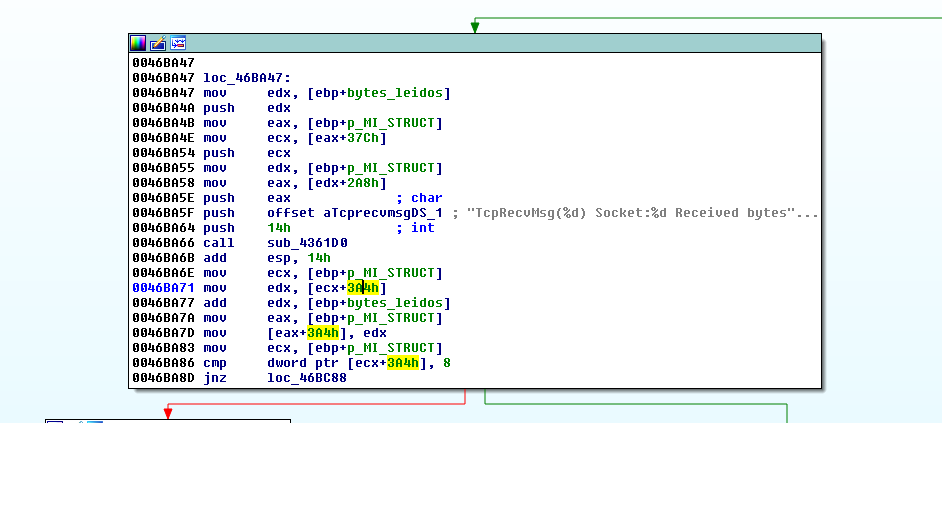 0046BA47
0046BA47 loc_46BA47:
0046BA47 mov edx, [ebp+bytes_leidos]
0046BA4A push edx
0046BA4B mov eax, [ebp+p_MI_STRUCT]
0046BA4E mov ecx, [eax+37Ch]
0046BA54 push ecx
0046BA55 mov edx, [ebp+p_MI_STRUCT]
0046BA58 mov eax, [edx+2A8h]
0046BA5E push eax ; char
0046BA5F push offset aTcprecvmsgDS_1 ; "TcpRecvMsg(%d) Socket:%d Received bytes"...
0046BA64 push 14h ; int
0046BA66 call sub_4361D0
0046BA6B add esp, 14h
0046BA6E mov ecx, [ebp+p_MI_STRUCT]
0046BA71 mov edx, [ecx+3A4h]
0046BA77 add edx, [ebp+bytes_leidos]
0046BA7A mov eax, [ebp+p_MI_STRUCT]
0046BA7D mov [eax+3A4h], edx
0046BA83 mov ecx, [ebp+p_MI_STRUCT]
0046BA86 cmp dword ptr [ecx+3A4h], 8
0046BA8D jnz loc_46BC88